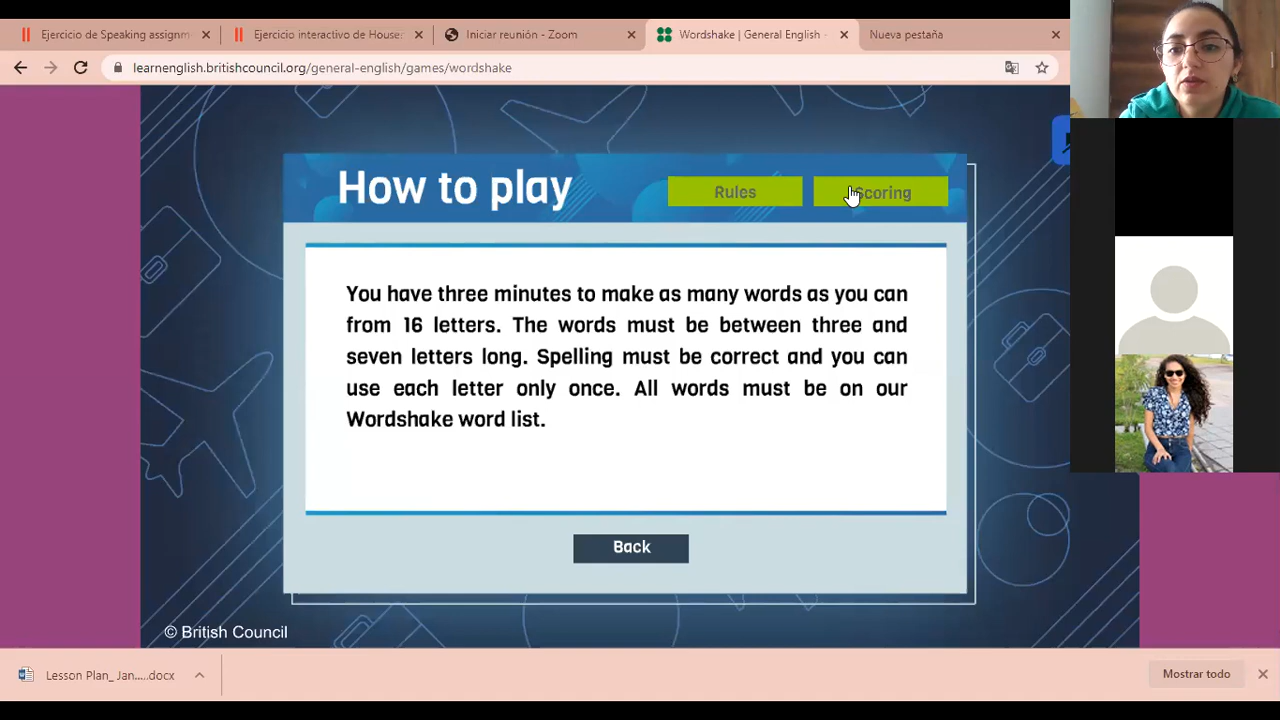 Ejercicio de Speaking assignm
Ejercicio interactivo de House
Iniciar reunión - Zoom
Wordshake | General English -
Nueva pestaña
learnenglish.britishcouncil.org/general-english/games/wordshake
How to play
Rules
Scoring
You have three minutes to make as many words as you can
from 16 letters. The words must be between three and
seven letters long. Spelling must be correct and you can
use each letter only once. All words must be on our
Wordshake word list.
Back
© British Council
Lesson Plan_ Jan.....docx
Mostrar todo